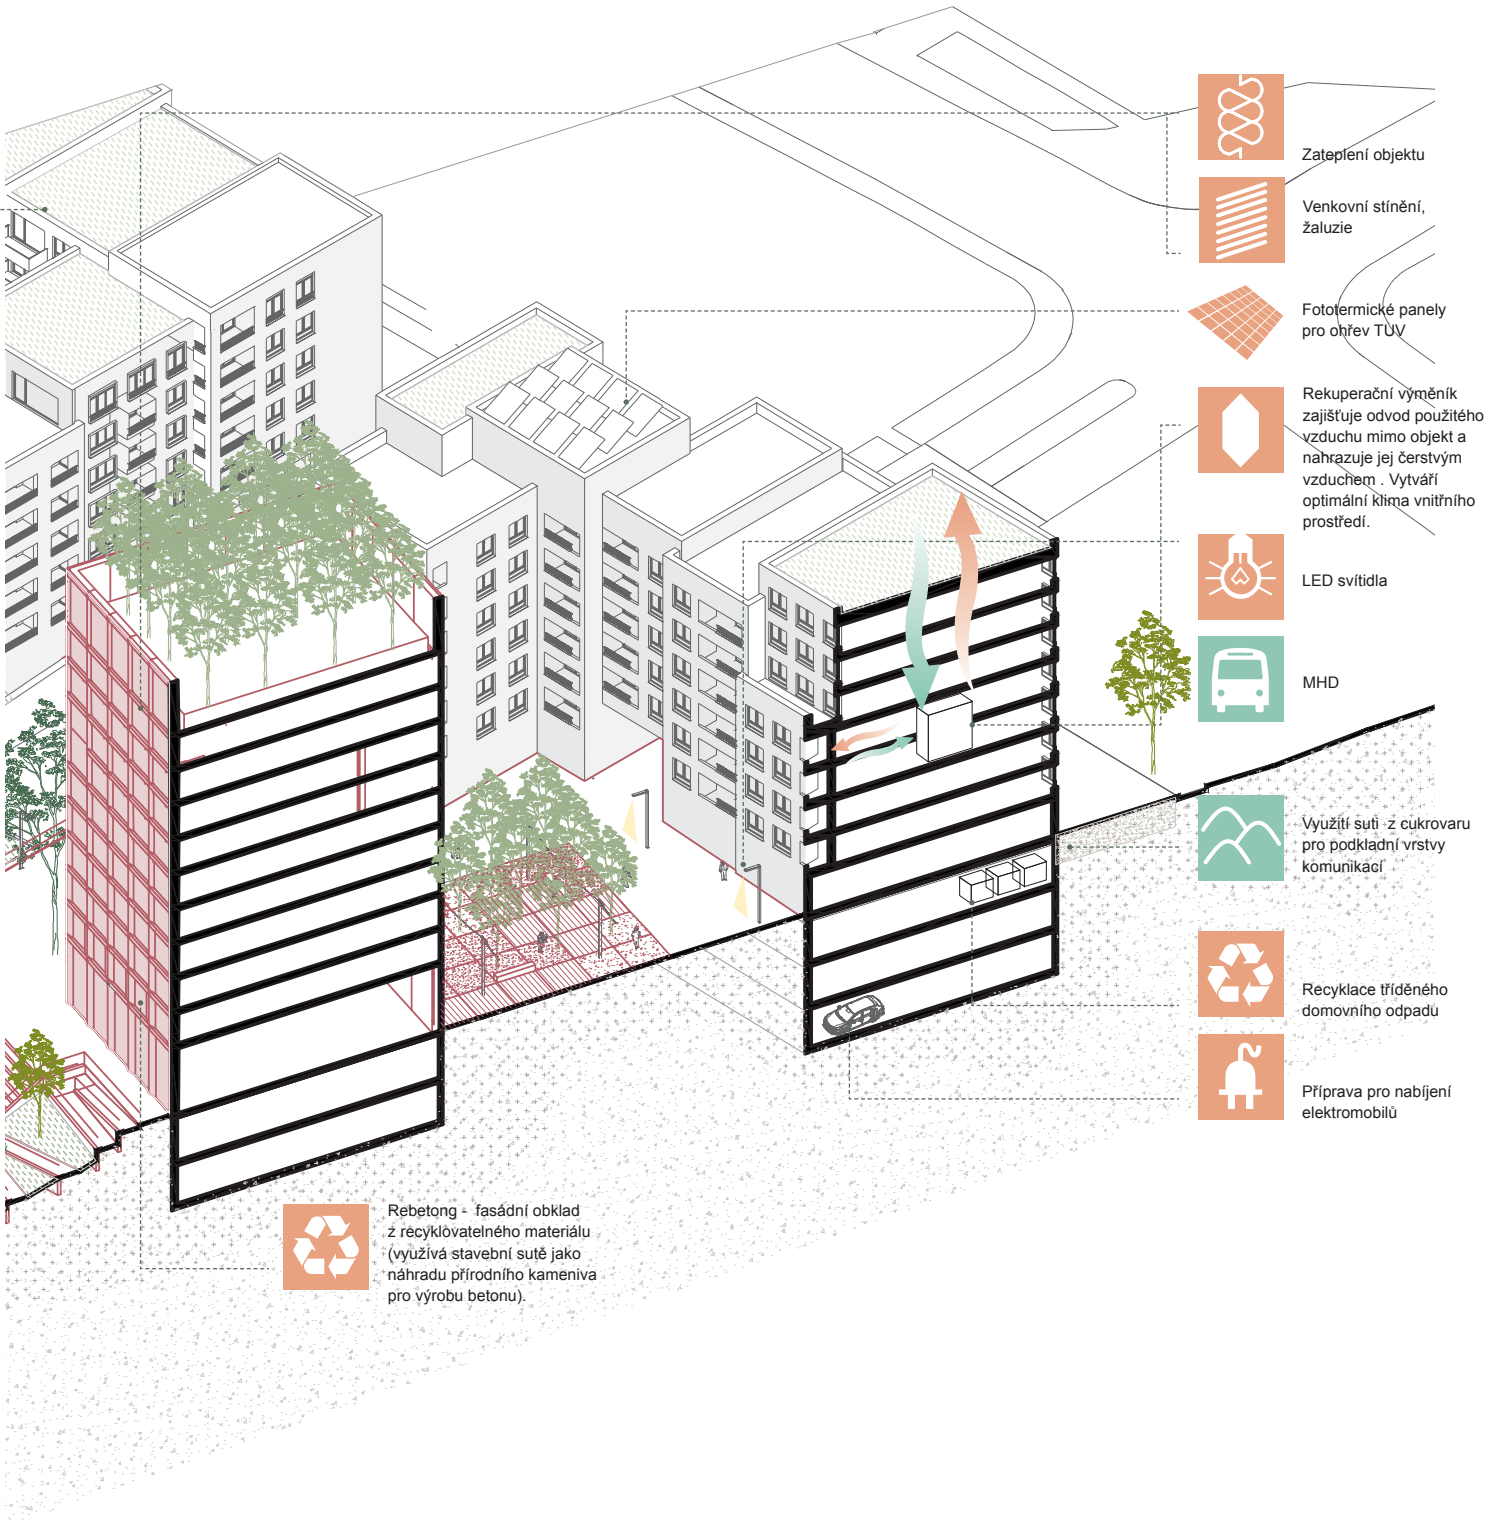 Zateplení objektu
Venkovní stínění,
žaluzie
Fototermické panely
pro ohřev TUV
Rekuperační výměník
zajišťuje odvod použitého
vzduchu mimo objekt a
nahrazuje jej čerstvým
vzduchem . Vytváří
optimální klima vnitřního
prostředí.
LED svítidla
MHD
Využití suti  z cukrovaru
pro podkladní vrstvy
komunikací
Recyklace tříděného
domovního odpadu
Příprava pro nabíjení
elektromobilů
Rebetong -  fasádní obklad
z recyklovatelného materiálu
(využívá stavební sutě jako
náhradu přírodního kameniva
pro výrobu betonu).